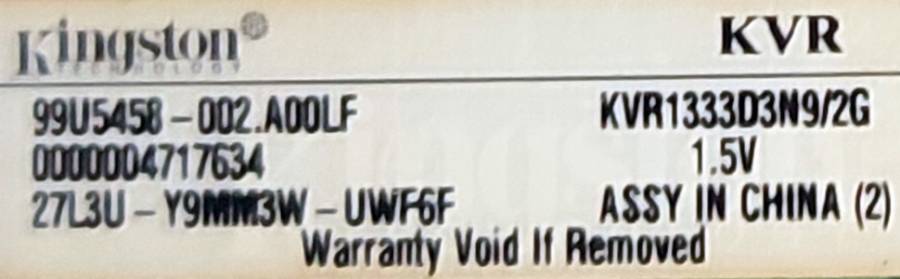 Kingston® KVR
TECHNOLOGY
99U5458-002.A00LF KVR1333D3N9/2G
0000004717634 1.5V
27L3U-Y9MM3W-UWF6F ASSY IN CHINA (2)
Warranty Void If Removed